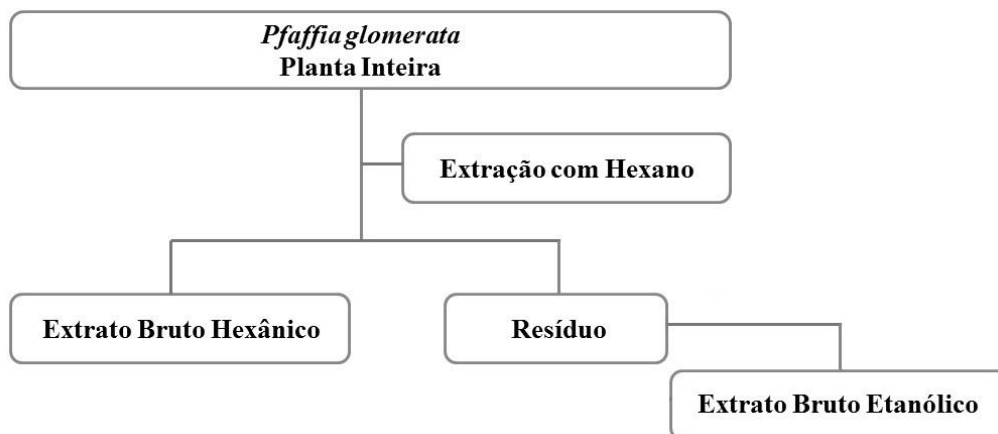 Pfaffia glomerata
Planta Inteira
Extração com Hexano
Extrato Bruto Hexânico
Resíduo
Extrato Bruto Etanólico